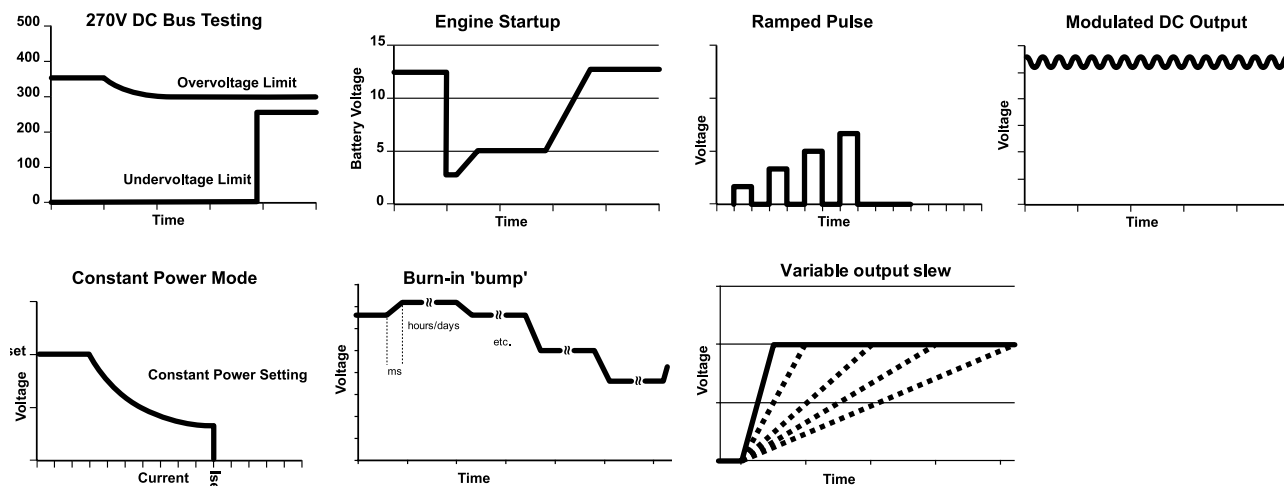 270V DC Bus Testing
500
400
300
200
100
0
Overvoltage Limit
Undervoltage Limit
Time
Engine Startup
15
10
5
0
Battery Voltage
Time
Ramped Pulse
Voltage
Time
Modulated DC Output
Voltage
Time
Constant Power Mode
set
Voltage
Constant Power Setting
Current
Ise
Burn-in 'bump'
hours/days
etc.
ms
Voltage
Time
Variable output slew
Voltage
Time